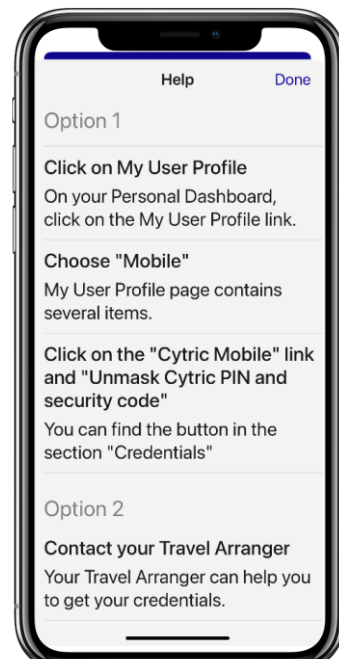 Help
Done
Option 1
Click on My User Profile
On your Personal Dashboard,
click on the My User Profile link.
Choose "Mobile"
My User Profile page contains
several items.
Click on the "Cytric Mobile" link
and "Unmask Cytric PIN and
security code"
You can find the button in the
section "Credentials"
Option 2
Contact your Travel Arranger
Your Travel Arranger can help you
to get your credentials.